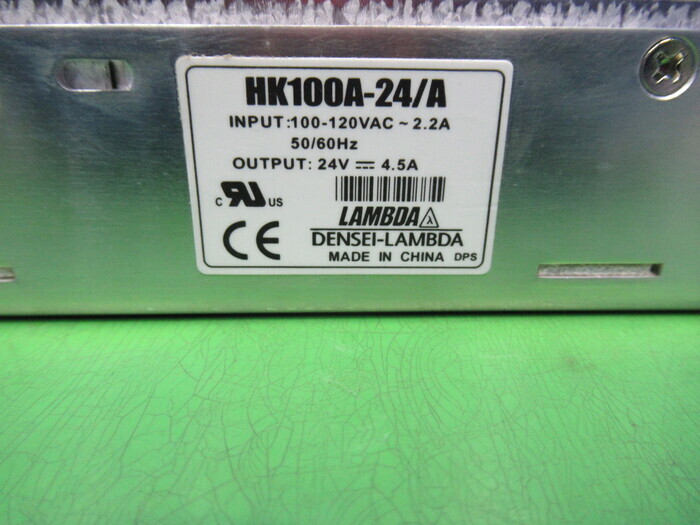 HK100A-24/A
INPUT:100-120VAC ~ 2.2A
50/60Hz
OUTPUT: 24V ⎓ 4.5A
c RU US
LAMBDA λ
CE
DENSEI-LAMBDA
MADE IN CHINA DPS